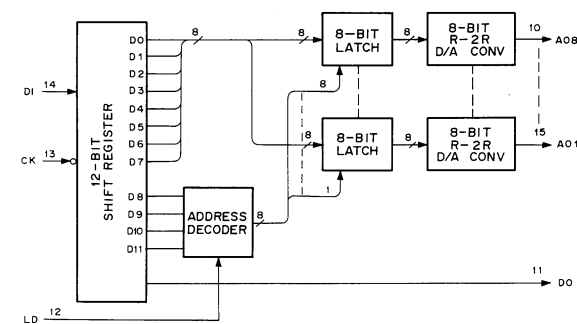 DI
14
CK
13
LD
12
12-BIT
SHIFT REGISTER
D0
D1
D2
D3
D4
D5
D6
D7
D8
D9
D10
D11
8
ADDRESS
DECODER
8
8
8-BIT
LATCH
8
8-BIT
R-2R
D/A CONV
10
AO8
8
8
8-BIT
LATCH
1
8
8-BIT
R-2R
D/A CONV
15
AO1
11
DO